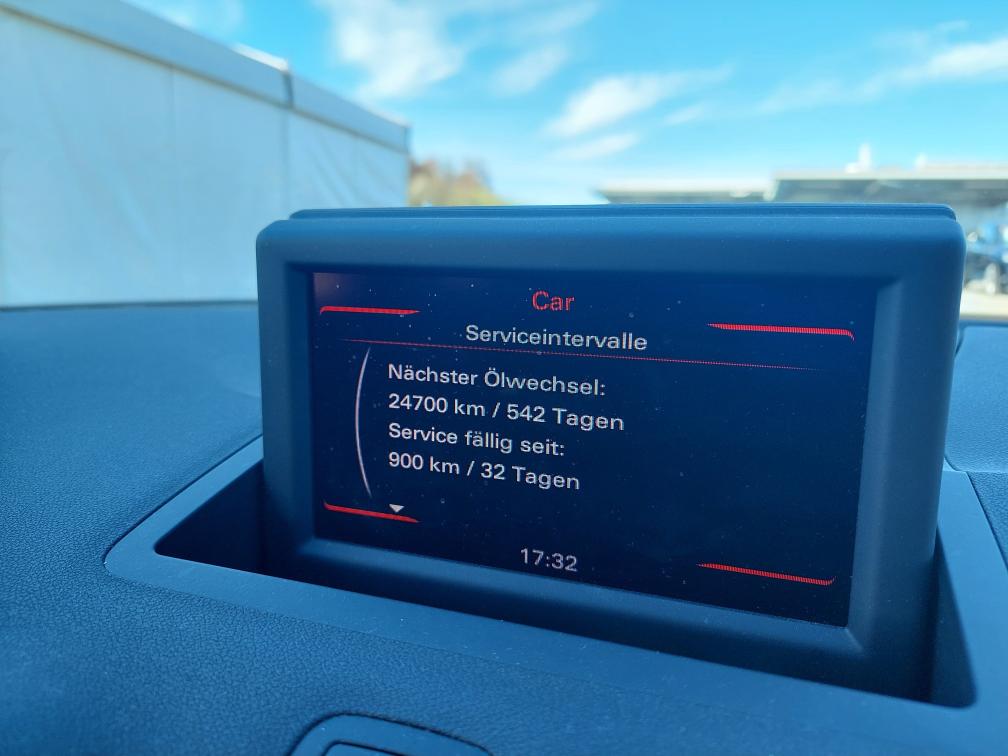 Car
Serviceintervalle
Nächster Ölwechsel:
24700 km / 542 Tagen
Service fällig seit:
900 km / 32 Tagen
17:32